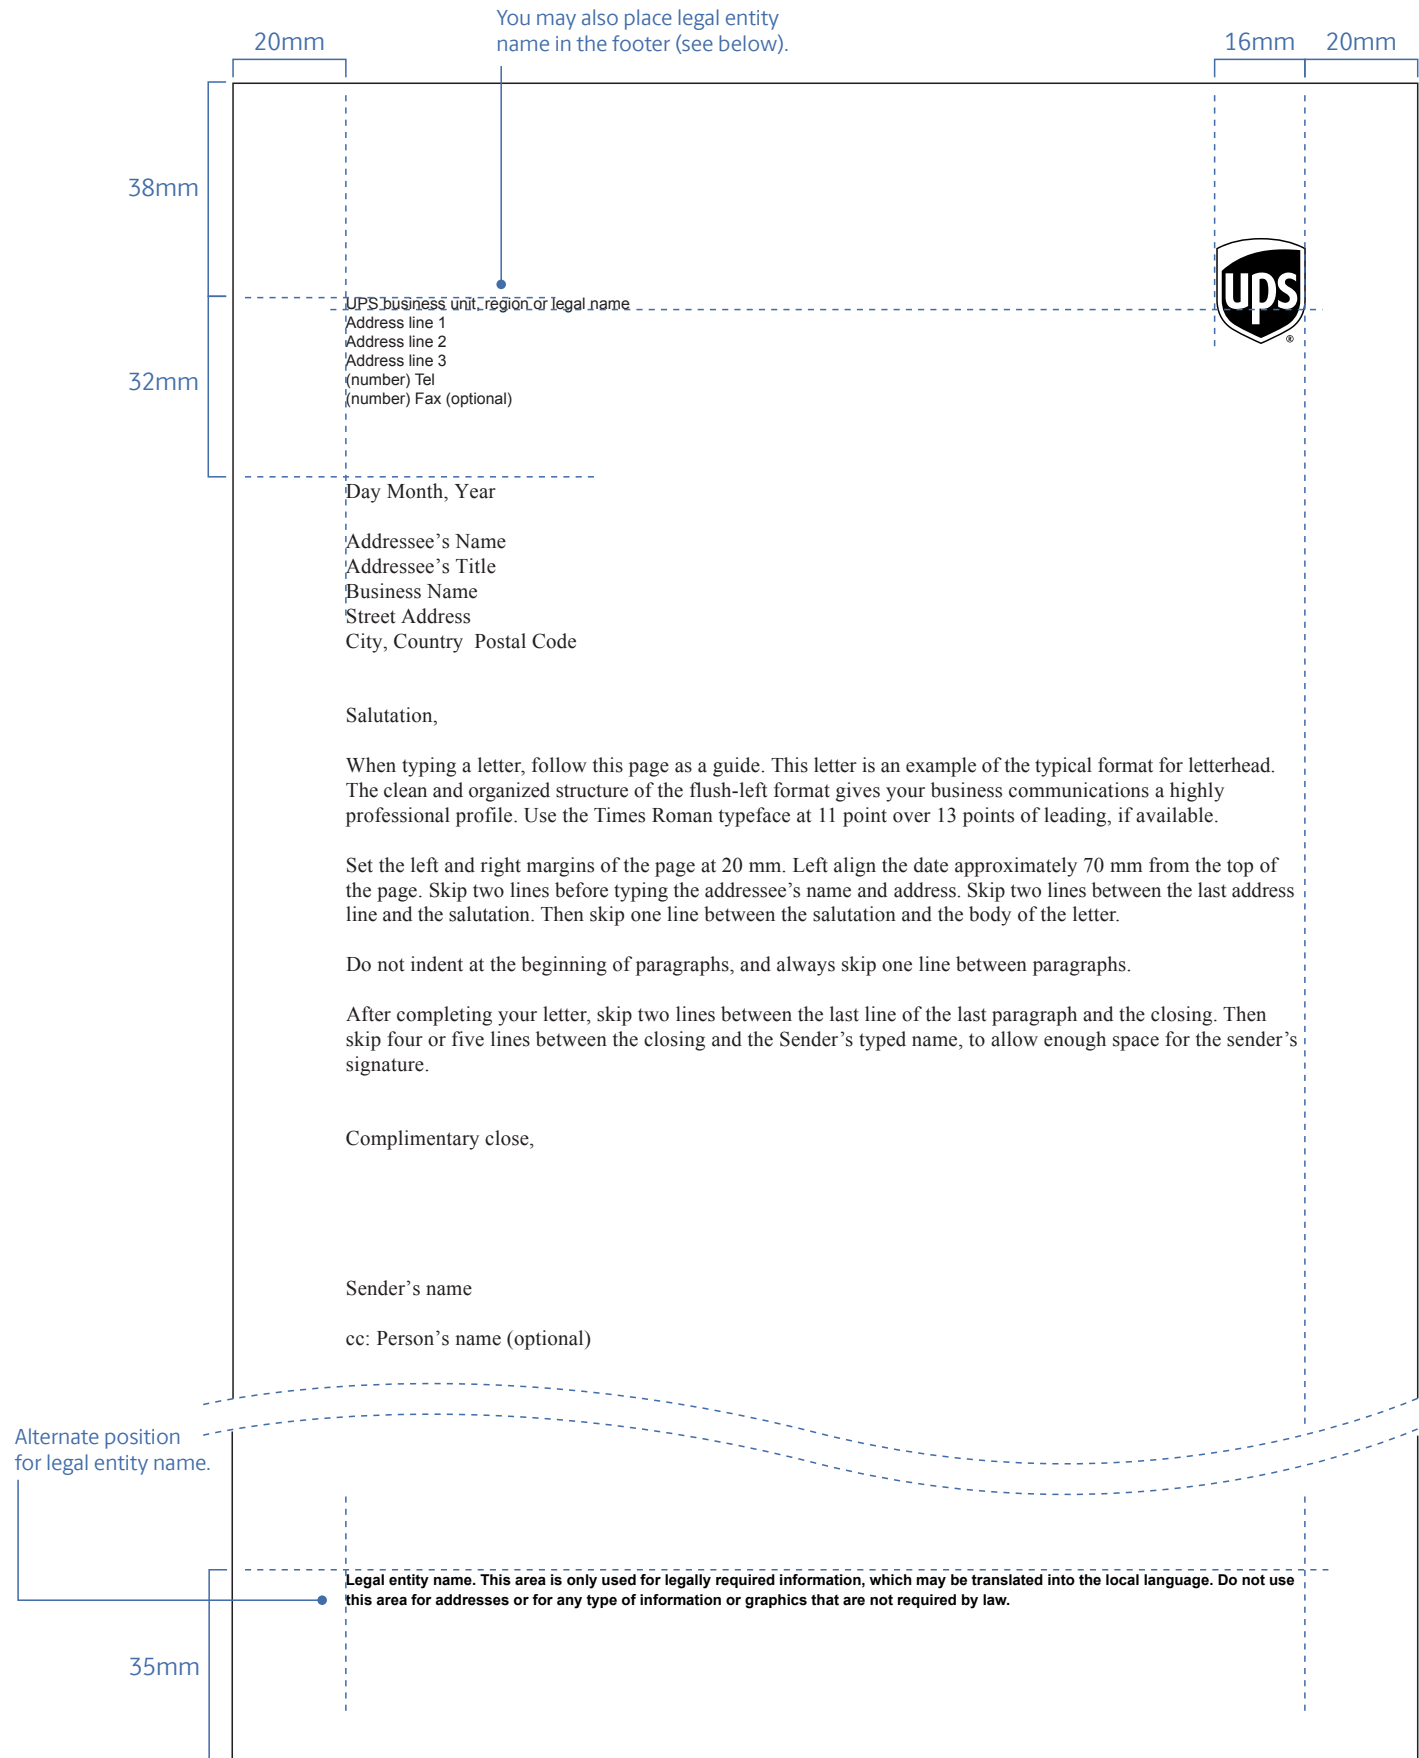 You may also place legal entity
name in the footer (see below).
20mm
16mm
20mm
38mm
ups
®
UPS business unit, region or legal name
Address line 1
Address line 2
Address line 3
(number) Tel
(number) Fax (optional)
32mm
Day Month, Year
Addressee’s Name
Addressee’s Title
Business Name
Street Address
City, Country  Postal Code
Salutation,
When typing a letter, follow this page as a guide. This letter is an example of the typical format for letterhead.
The clean and organized structure of the flush-left format gives your business communications a highly
professional profile. Use the Times Roman typeface at 11 point over 13 points of leading, if available.
Set the left and right margins of the page at 20 mm. Left align the date approximately 70 mm from the top of
the page. Skip two lines before typing the addressee’s name and address. Skip two lines between the last address
line and the salutation. Then skip one line between the salutation and the body of the letter.
Do not indent at the beginning of paragraphs, and always skip one line between paragraphs.
After completing your letter, skip two lines between the last line of the last paragraph and the closing. Then
skip four or five lines between the closing and the Sender’s typed name, to allow enough space for the sender’s
signature.
Complimentary close,
Sender’s name
cc: Person’s name (optional)
Alternate position
for legal entity name.
Legal entity name. This area is only used for legally required information, which may be translated into the local language. Do not use
this area for addresses or for any type of information or graphics that are not required by law.
35mm